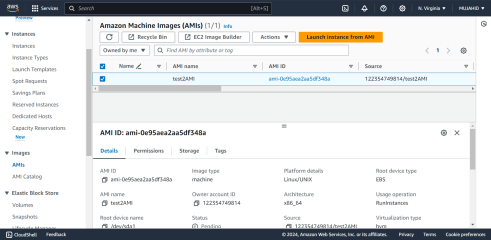 aws
Services
Search
[Alt+S]
N. Virginia
MUJAHID
Preview
Instances
Instances
Instance Types
Launch Templates
Spot Requests
Savings Plans
Reserved Instances
Dedicated Hosts
Capacity Reservations
New
Images
AMIs
AMI Catalog
Elastic Block Store
Volumes
Snapshots
Lifecycle Manager
Amazon Machine Images (AMIs) (1/1) Info
Recycle Bin
EC2 Image Builder
Actions
Launch instance from AMI
Owned by me
Find AMI by attribute or tag
1
Name
AMI name
AMI ID
Source
test2AMI
ami-0e95aea2aa5df348a
122354749814/test2AMI
AMI ID: ami-0e95aea2aa5df348a
Details
Permissions
Storage
Tags
AMI ID
ami-0e95aea2aa5df348a
Image type
machine
Platform details
Linux/UNIX
Root device type
EBS
AMI name
test2AMI
Owner account ID
122354749814
Architecture
x86_64
Usage operation
RunInstances
Root device name
/dev/sda1
Status
Pending
Source
122354749814/test2AMI
Virtualization type
hvm
CloudShell
Feedback
© 2024, Amazon Web Services, Inc. or its affiliates.
Privacy
Terms
Cookie preferences